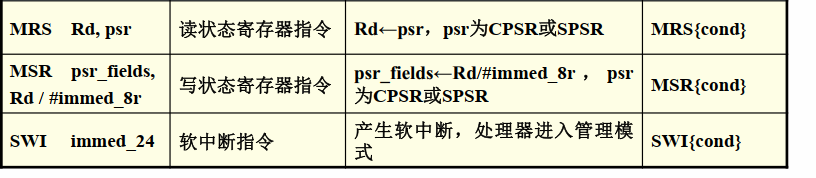 MRS Rd, psr 读状态寄存器指令 Rd←psr，psr为CPSR或SPSR MRS{cond}
MSR psr_fields, Rd / #immed_8r 写状态寄存器指令 psr_fields←Rd/#immed_8r ，psr为CPSR或SPSR MSR{cond}
SWI immed_24 软中断指令 产生软中断，处理器进入管理模式 SWI{cond}